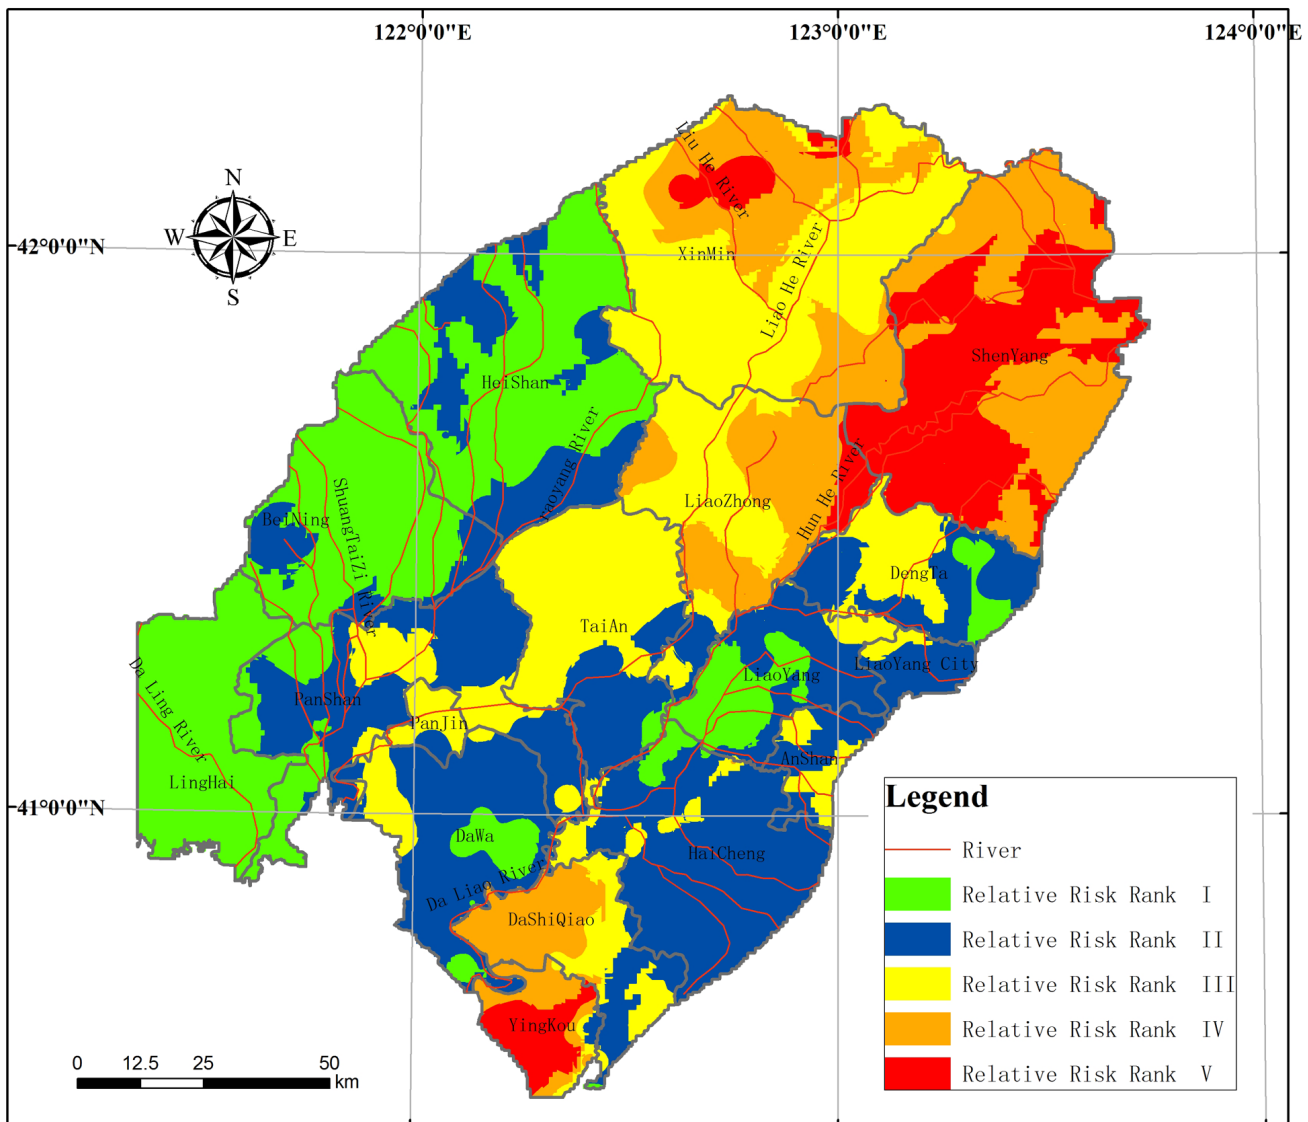 122°0'0"E
123°0'0"E
124°0'0"E
42°0'0"N
41°0'0"N
N
W
E
S
Liu He River
XinMin
Liao He River
ShenYang
HeiShan
raoyang River
LiaoZhong
Hun He River
BeiNing
ShuangTaiZi River
DengTa
TaiAn
LiaoYang City
LiaoYang
Da Ling River
PanShan
PanJin
AnShan
LingHai
DaWa
HaiCheng
Da Liao River
DaShiQiao
YingKou
Legend
River
Relative Risk Rank I
Relative Risk Rank II
Relative Risk Rank III
Relative Risk Rank IV
Relative Risk Rank V
0 12.5 25 50
km